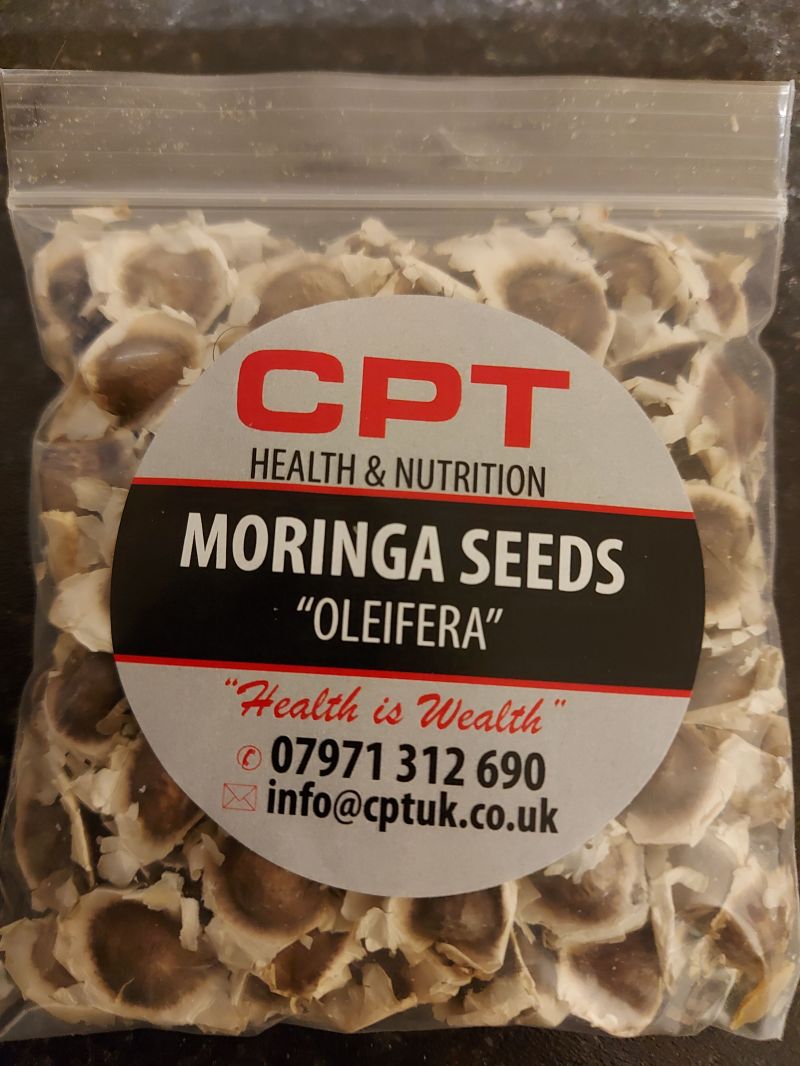 CPT
HEALTH & NUTRITION
MORINGA SEEDS
“OLEIFERA”
“Health is Wealth”
07971 312 690
info@cptuk.co.uk